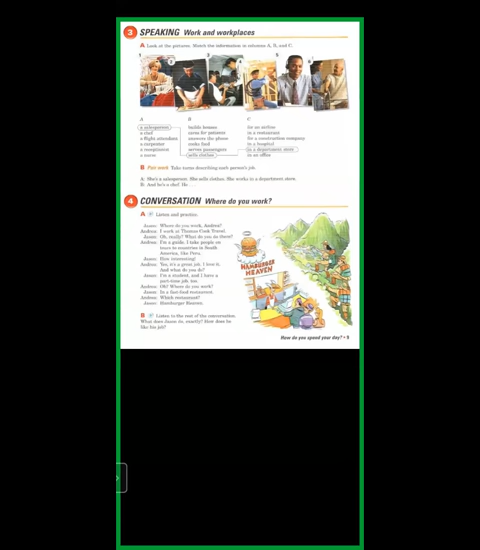 3 SPEAKING Work and workplaces
A Look at the pictures. Match the information in columns A, B, and C.
1 2 3 4 5 6
A B C
a salesperson builds houses for an airline
a chef cares for patients in a restaurant
a flight attendant answers the phone for a construction company
a carpenter cooks food in a hospital
a receptionist serves passengers in a department store
a nurse sells clothes in an office
B Pair work Take turns describing each person's job.
A: She's a salesperson. She sells clothes. She works in a department store.
B: And he's a chef. He ...
4 CONVERSATION Where do you work?
A Listen and practice.
Jason: Where do you work, Andrea?
Andrea: I work at Thomas Cook Travel.
Jason: Oh, really? What do you do there?
Andrea: I'm a guide. I take people on
tours to countries in South
America, like Peru.
Jason: How interesting!
Andrea: Yes, it's a great job. I love it.
And what do you do?
Jason: I'm a student, and I have a
part-time job, too.
Andrea: Oh? Where do you work?
Jason: In a fast-food restaurant.
Andrea: Which restaurant?
Jason: Hamburger Heaven.
HAMBURGER
HEAVEN
B Listen to the rest of the conversation.
What does Jason do, exactly? How does he
like his job?
How do you spend your day? • 5